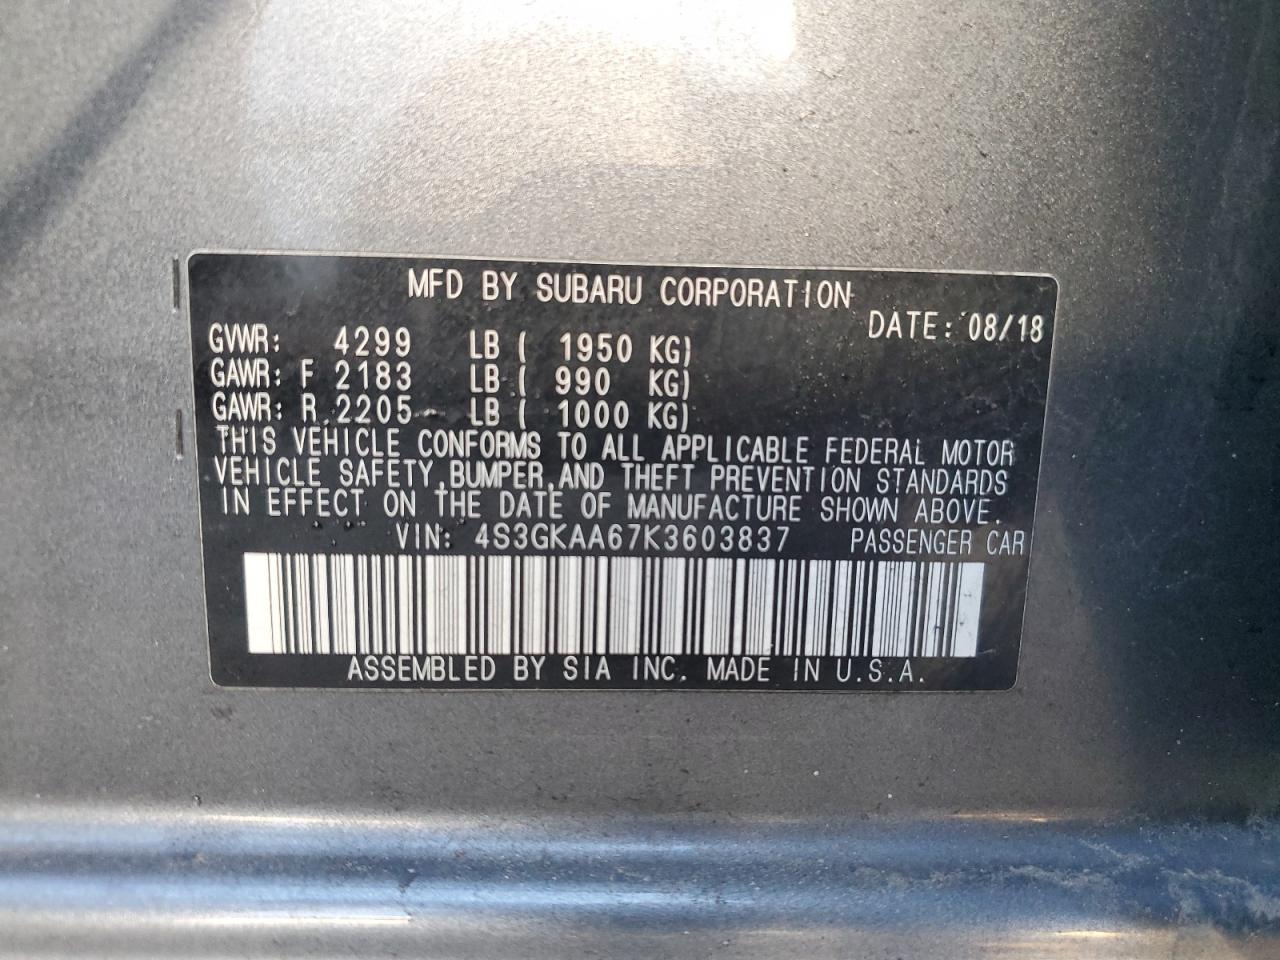 MFD BY SUBARU CORPORATION
DATE: 08/18
GVWR: 4299 LB ( 1950 KG)
GAWR: F 2183 LB ( 990 KG)
GAWR: R 2205 LB ( 1000 KG)
THIS VEHICLE CONFORMS TO ALL APPLICABLE FEDERAL MOTOR
VEHICLE SAFETY, BUMPER, AND THEFT PREVENTION STANDARDS
IN EFFECT ON THE DATE OF MANUFACTURE SHOWN ABOVE.
VIN: 4S3GKAA67K3603837 PASSENGER CAR
ASSEMBLED BY SIA INC. MADE IN U.S.A.